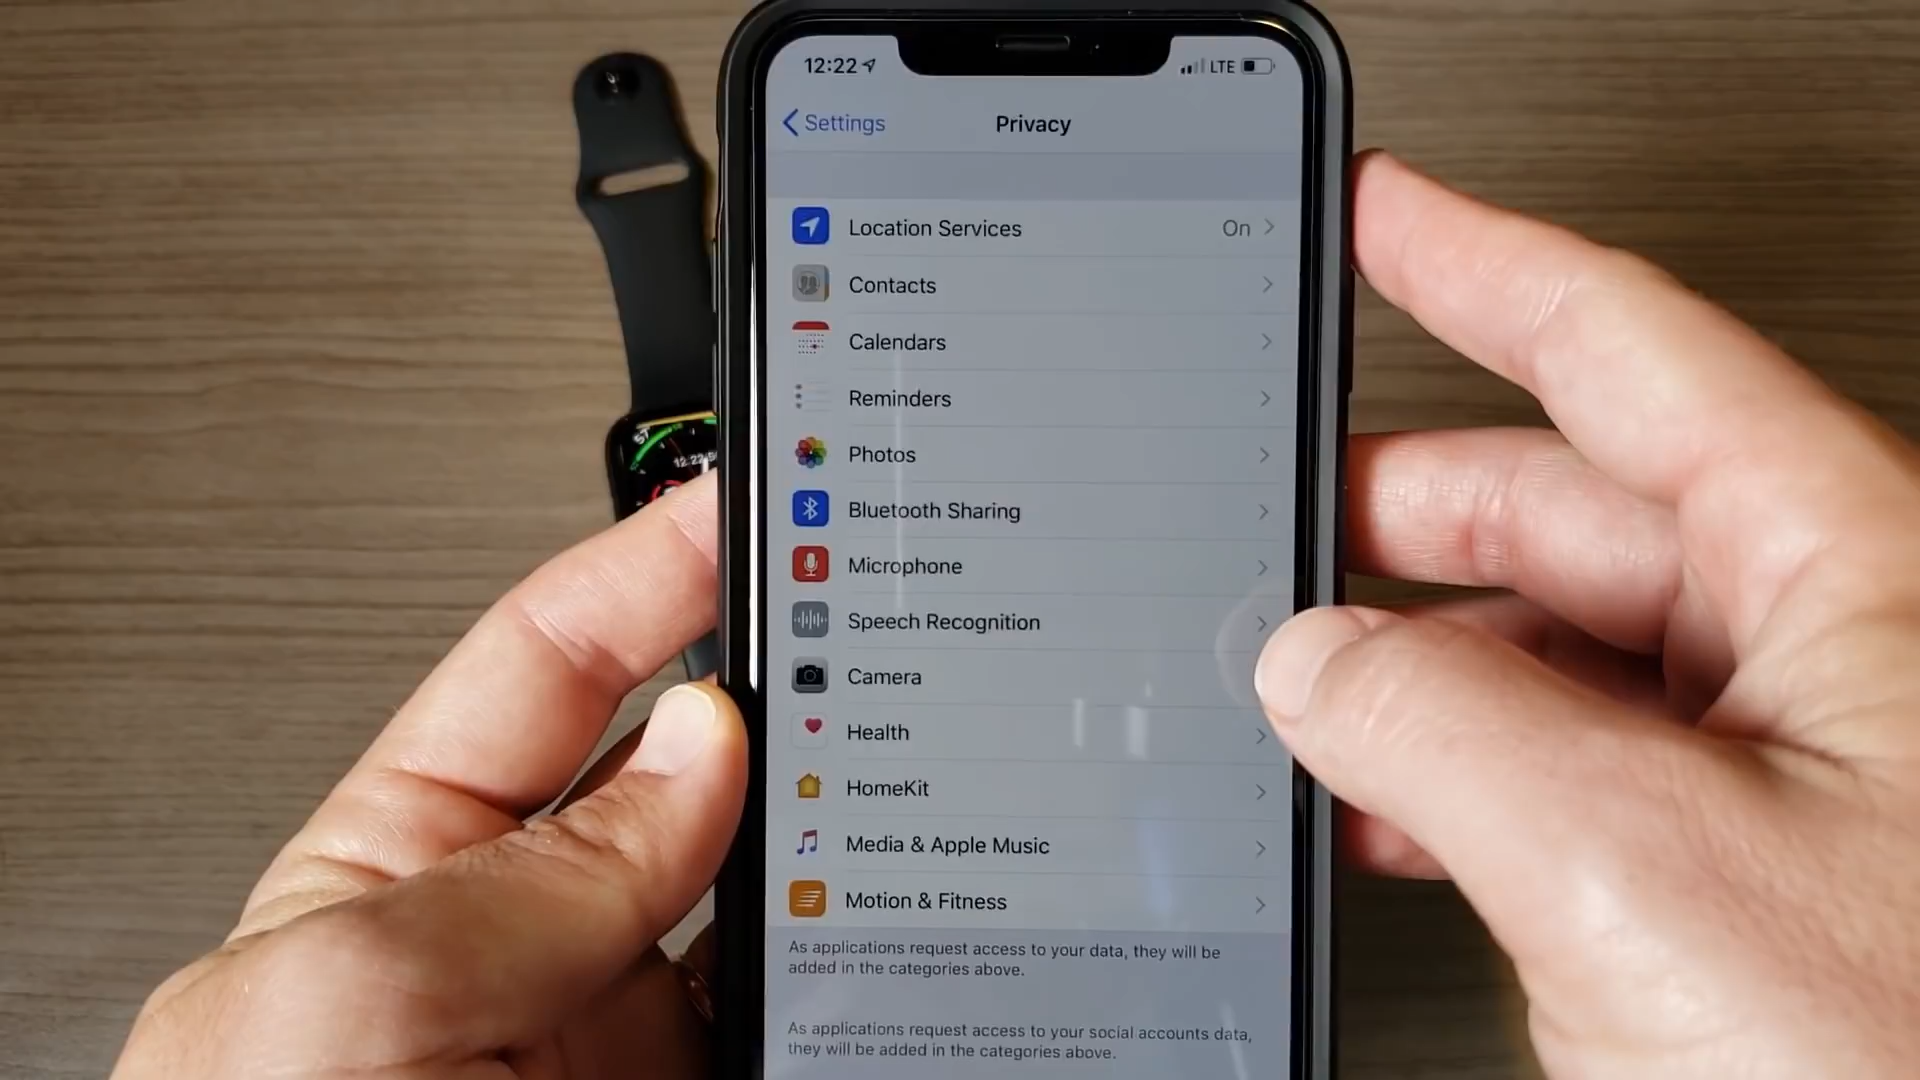 12:22
LTE
Settings
Privacy
Location Services
On
Contacts
Calendars
Reminders
Photos
Bluetooth Sharing
Microphone
Speech Recognition
Camera
Health
HomeKit
Media & Apple Music
Motion & Fitness
As applications request access to your data, they will be
added in the categories above.
As applications request access to your social accounts data,
they will be added in the categories above.
57